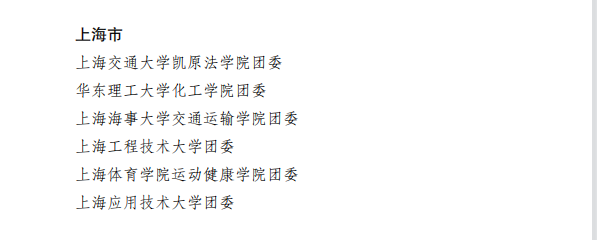 上海市
上海交通大学凯原法学院团委
华东理工大学化工学院团委
上海海事大学交通运输学院团委
上海工程技术大学团委
上海体育学院运动健康学院团委
上海应用技术大学团委